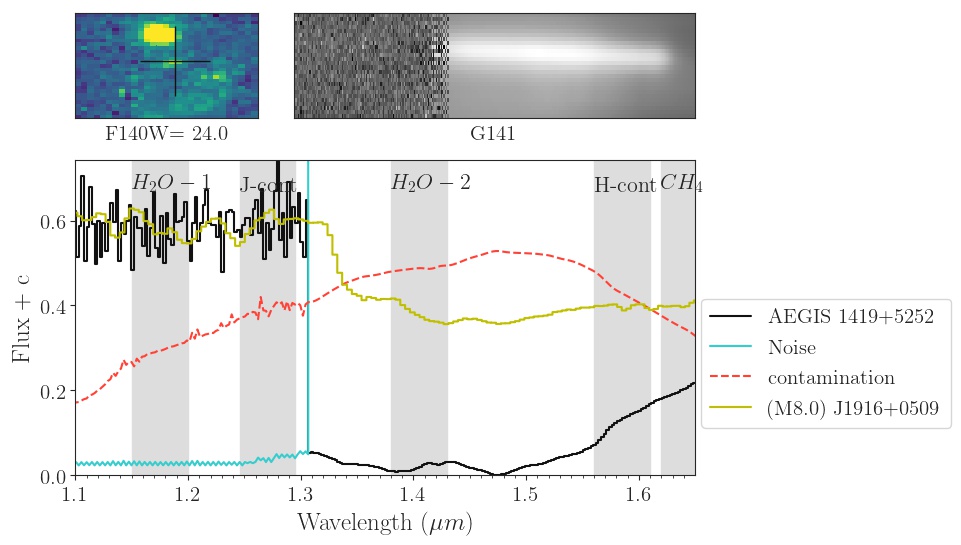 F140W= 24.0
G141
H₂O − 1
J-cont
H₂O − 2
H-cont
CH₄
0.6
0.4
0.2
0.0
Flux + c
1.1
1.2
1.3
1.4
1.5
1.6
Wavelength (μm)
AEGIS 1419+5252
Noise
contamination
(M8.0) J1916+0509